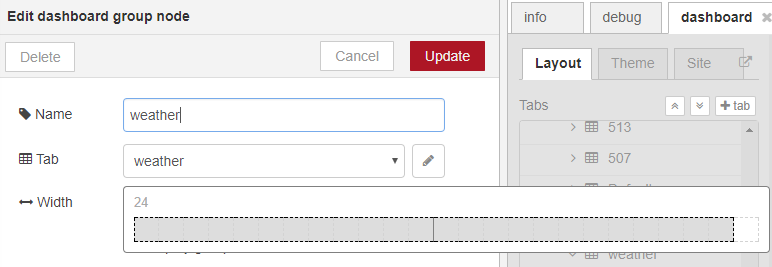 Edit dashboard group node
Delete
Cancel
Update
Name
weather
Tab
weather
Width
24
info
debug
dashboard
Layout
Theme
Site
Tabs
+ tab
513
507
weather